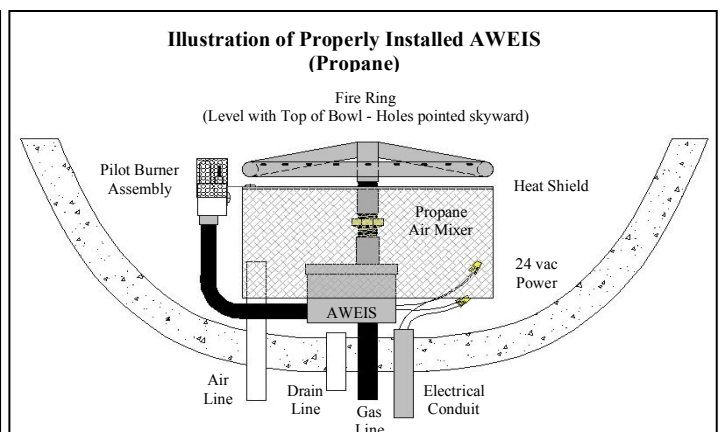 Illustration of Properly Installed AWEIS
(Propane)
Fire Ring
(Level with Top of Bowl - Holes pointed skyward)
Pilot Burner
Assembly
Heat Shield
Propane
Air Mixer
24 vac
Power
AWEIS
Air
Line
Drain
Line
Gas
Line
Electrical
Conduit